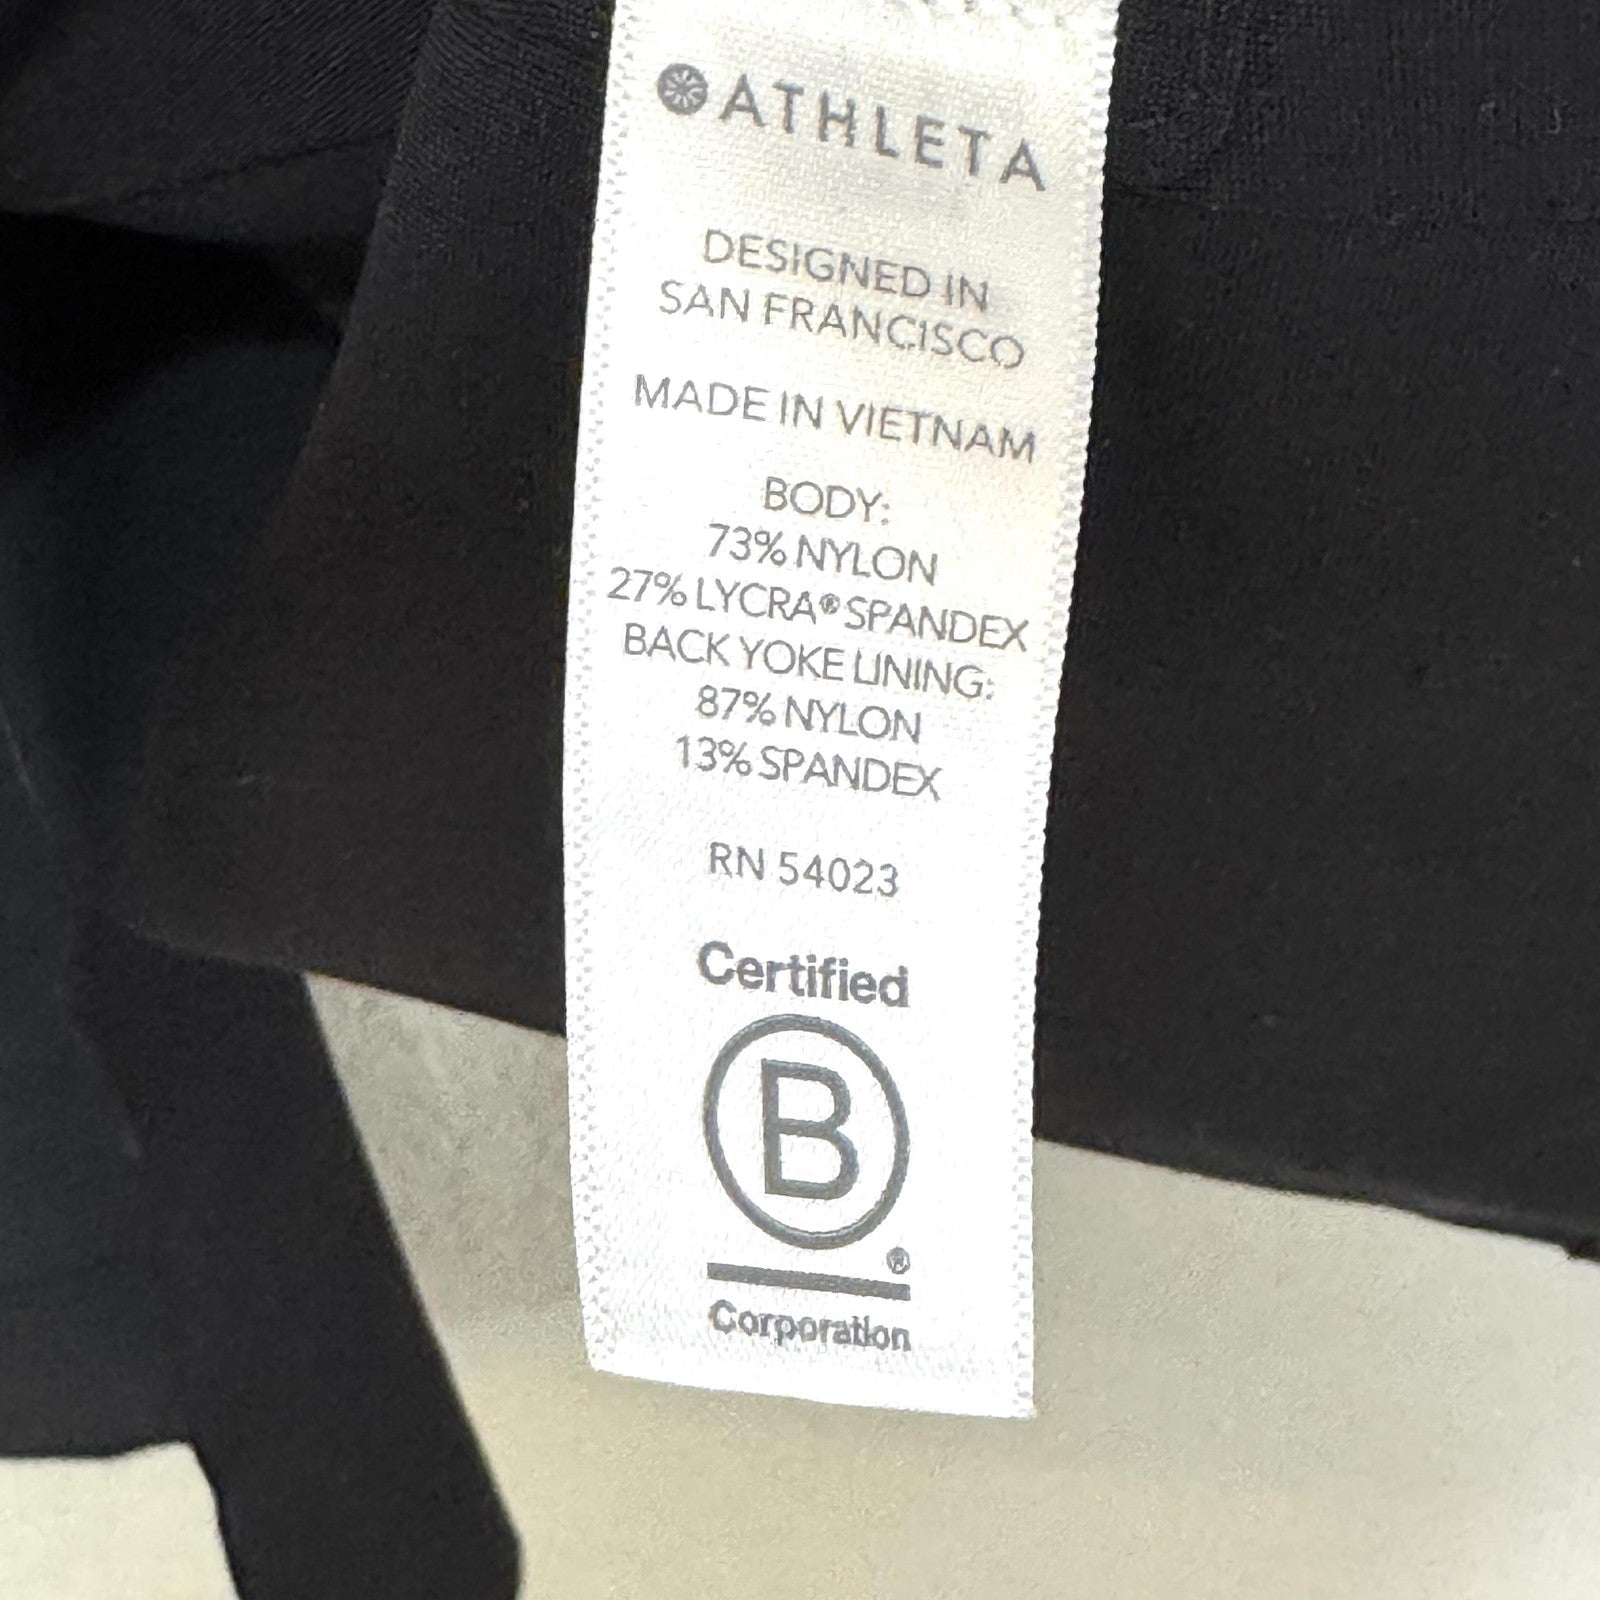 ATHLETA
DESIGNED IN
SAN FRANCISCO
MADE IN VIETNAM
BODY:
73% NYLON
27% LYCRA® SPANDEX
BACK YOKE LINING:
87% NYLON
13% SPANDEX
RN 54023
Certified
B
®
Corporation